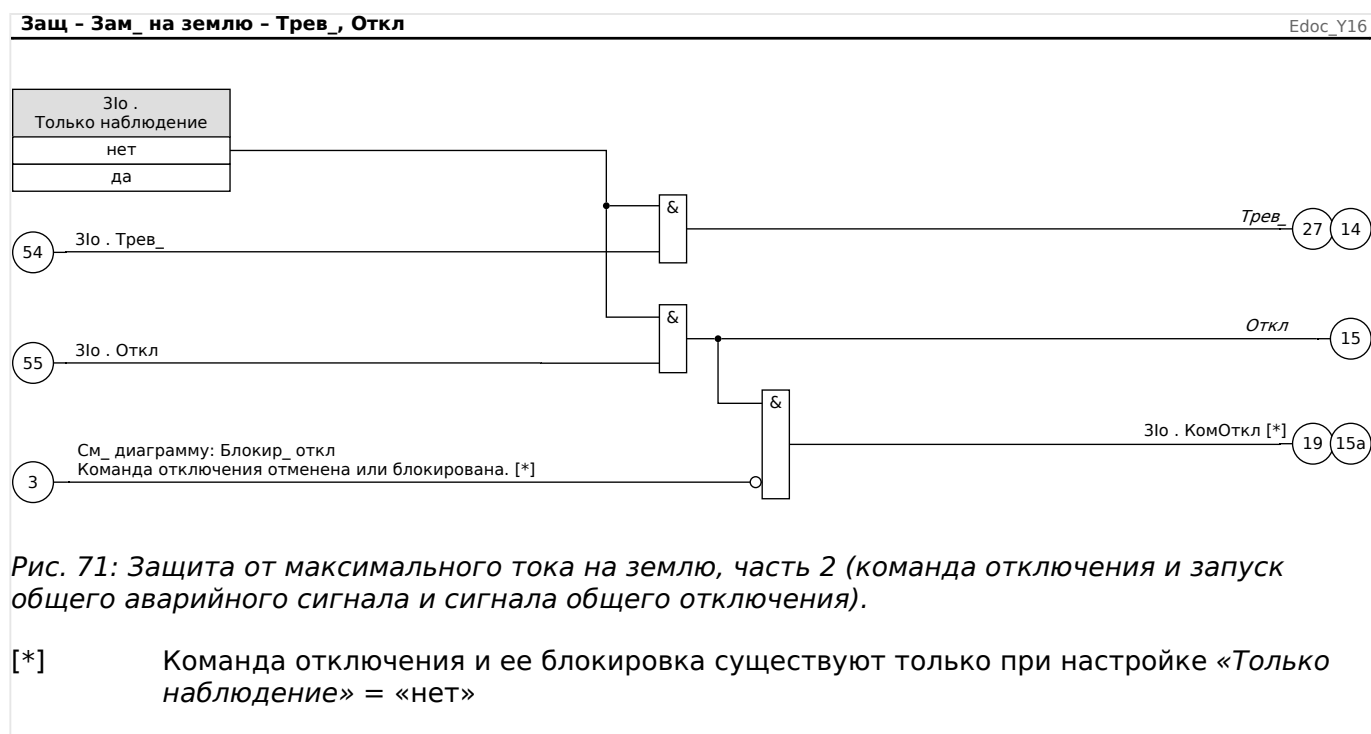 Защ – Зам_ на землю – Трев_, Откл
Edoc_Y16
3Io .
Только наблюдение
нет
да
&
Трев_
27 14
54
3Io . Трев_
&
Откл
15
55
3Io . Откл
&
3Io . КомОткл [*]
19 15a
См_ диаграмму: Блокир_ откл
Команда отключения отменена или блокирована. [*]
3
Рис. 71: Защита от максимального тока на землю, часть 2 (команда отключения и запуск
общего аварийного сигнала и сигнала общего отключения).
[*] Команда отключения и ее блокировка существуют только при настройке «Только
наблюдение» = «нет»